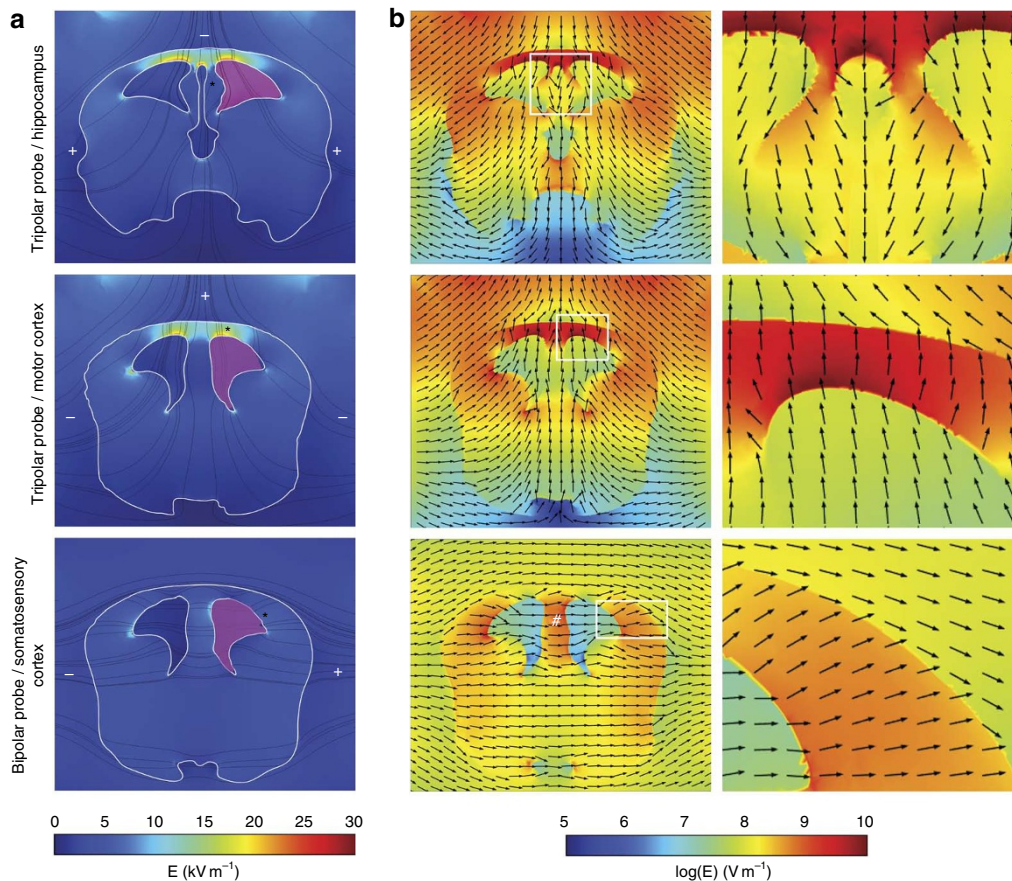 a
b
Tripolar probe / hippocampus
−
*
+ +
Tripolar probe / motor cortex
+
*
− −
Bipolar probe / somatosensory
cortex
*
− +
#
0 5 10 15 20 25 30
E (kV m−1)
5 6 7 8 9 10
log(E) (V m−1)